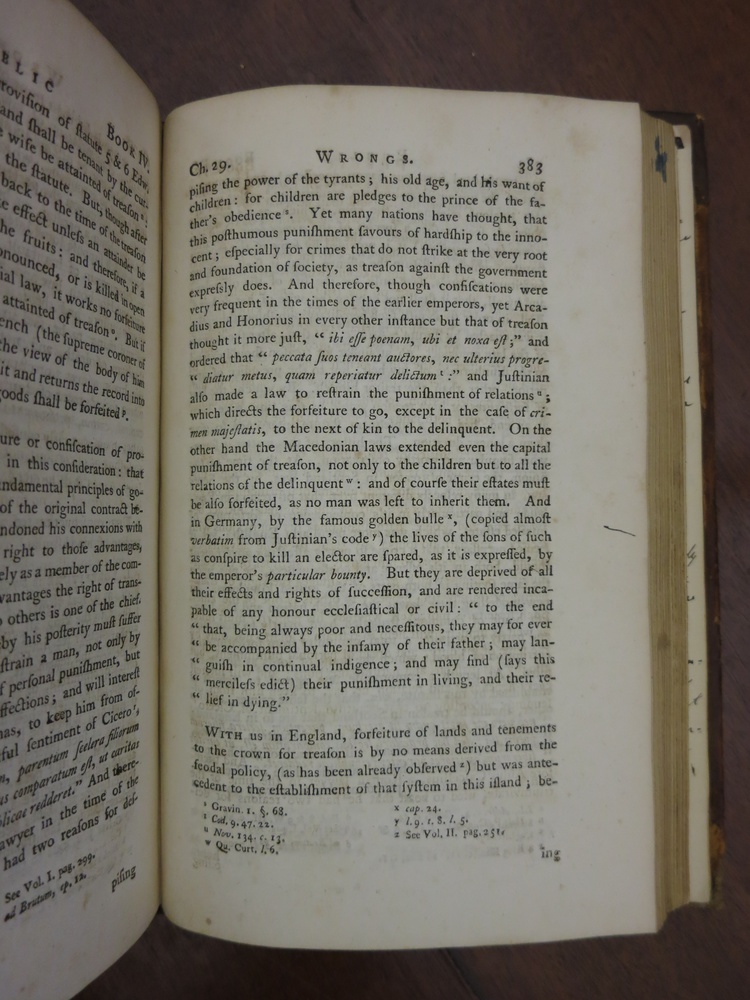 BLIC
BOOK IV.
roviſion of ſtatute 5 & 6 Edw.
and ſhall be tenant by the cur-
wife be attainted of treaſon ⁿ:
the ſtatute. But, though after
back to the time of the treaſon
effect unleſs an attainder be
he fruits: and therefore, if a
onounced, or is killed in open
ial law, it works no forfeiture
attainted of treaſon º. But if
ench (the ſupreme coroner of
the view of the body of him
it and returns the record into
oods ſhall be forfeited ᵖ.
ure or confiſcation of pro-
in this conſideration: that
ndamental principles of go-
of the original contract be-
ndoned his connexions with
right to thoſe advantages,
ely as a member of the com-
vantages the right of trans-
others is one of the chief.
by his poſterity muſt ſuffer
ſtrain a man, not only by
f perſonal puniſhment, but
ffections; and will intereſt
has, to keep him from of-
ful ſentiment of Cicero ʳ,
parentum ſcelera filiorum
us comparatum eſt, ut caritas
blicae redderet." And there-
awyer in the time of the
had two reaſons for deſ-
See Vol. I. pag. 299.
ad Brutum, ep. 12.
piſing
Ch. 29. WRONGS. 383
piſing the power of the tyrants; his old age, and his want of
children: for children are pledges to the prince of the fa-
ther's obedience ˢ. Yet many nations have thought, that
this poſthumous puniſhment ſavours of hardſhip to the inno-
cent; eſpecially for crimes that do not ſtrike at the very root
and foundation of ſociety, as treaſon againſt the government
expreſsly does. And therefore, though confiſcations were
very frequent in the times of the earlier emperors, yet Arca-
dius and Honorius in every other inſtance but that of treaſon
thought it more juſt, " ibi eſſe poenam, ubi et noxa eſt;" and
ordered that " peccata ſuos teneant auctores, nec ulterius progre-
" diatur metus, quam reperiatur delictum ᵗ:" and Juſtinian
alſo made a law to reſtrain the puniſhment of relations ᵘ;
which directs the forfeiture to go, except in the caſe of cri-
men majeſtatis, to the next of kin to the delinquent. On the
other hand the Macedonian laws extended even the capital
puniſhment of treaſon, not only to the children but to all the
relations of the delinquent ʷ: and of courſe their eſtates muſt
be alſo forfeited, as no man was left to inherit them. And
in Germany, by the famous golden bulle ˣ, (copied almoſt
verbatim from Juſtinian's code ʸ) the lives of the ſons of ſuch
as conſpire to kill an elector are ſpared, as it is expreſſed, by
the emperor's particular bounty. But they are deprived of all
their effects and rights of ſucceſſion, and are rendered inca-
pable of any honour eccleſiaſtical or civil: " to the end
" that, being always poor and neceſſitous, they may for ever
" be accompanied by the infamy of their father; may lan-
" guiſh in continual indigence; and may find (ſays this
" mercileſs edict) their puniſhment in living, and their re-
" lief in dying."
WITH us in England, forfeiture of lands and tenements
to the crown for treaſon is by no means derived from the
feodal policy, (as has been already obſerved ᶻ) but was ante-
cedent to the eſtabliſhment of that ſyſtem in this iſland; be-
ˢ Gravin. 1. §. 68.
ᵗ Cod. 9. 47. 22.
ᵘ Nov. 134. c. 13.
ʷ Qu. Curt. l. 6.
x cap. 24.
y l. 9. t. 8. l. 5.
z See Vol. II. pag. 251.
ing